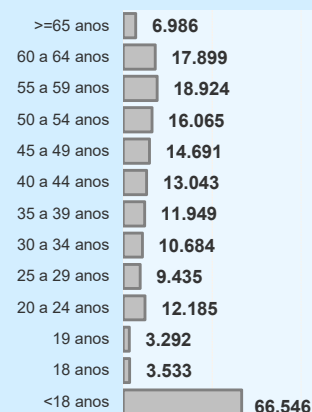 >=65 anos 6.986
60 a 64 anos 17.899
55 a 59 anos 18.924
50 a 54 anos 16.065
45 a 49 anos 14.691
40 a 44 anos 13.043
35 a 39 anos 11.949
30 a 34 anos 10.684
25 a 29 anos 9.435
20 a 24 anos 12.185
19 anos 3.292
18 anos 3.533
<18 anos 66.546